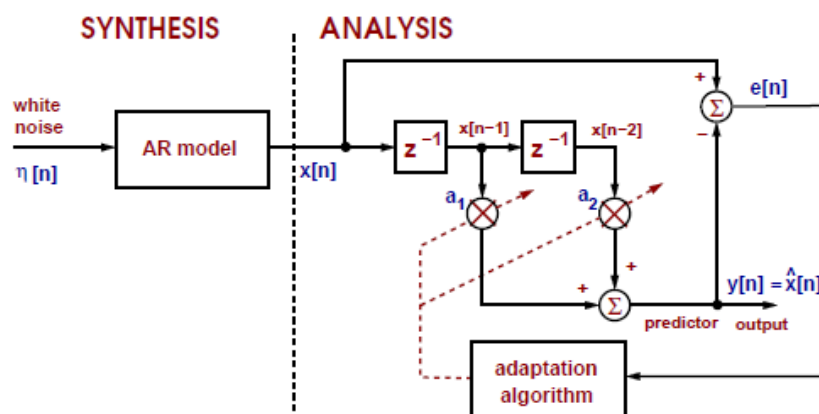 SYNTHESIS
ANALYSIS
white
noise
η[n]
AR model
x[n]
z⁻¹
x[n−1]
z⁻¹
x[n−2]
a₁
a₂
+
+
Σ
+
−
Σ
e[n]
y[n] = x̂[n]
predictor
output
adaptation
algorithm